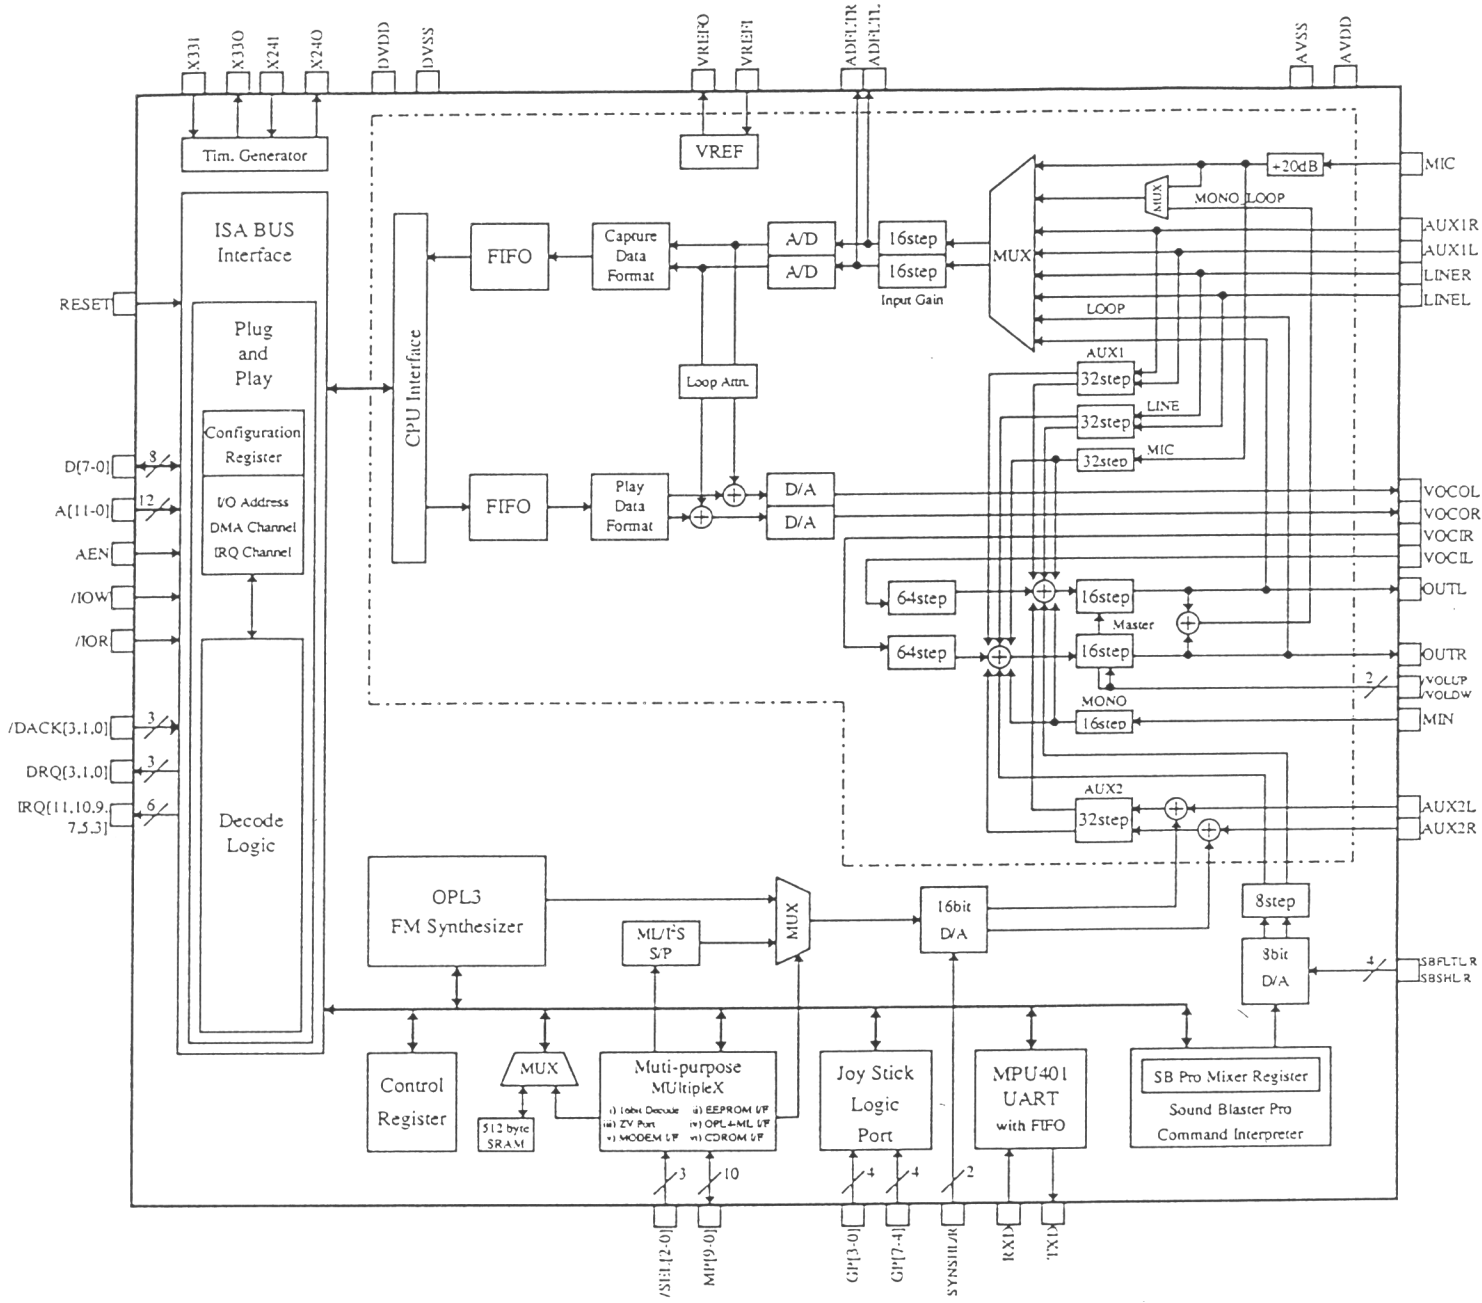 X33I
X33O
X24I
X24O
DVDD
DVSS
VREFO
VREFI
ADFLTR
ADFLTL
AVSS
AVDD
Tim. Generator
VREF
+20dB
MIC
MUX
MONO_LOOP
ISA BUS
Interface
FIFO
Capture
Data
Format
A/D
A/D
16step
16step
Input Gain
MUX
AUX1R
AUX1L
LINER
LINEL
LOOP
RESET
Plug
and
Play
CPU Interface
Loop Attn.
AUX1
32step
LINE
32step
MIC
32step
Configuration
Register
I/O Address
DMA Channel
IRQ Channel
D[7-0]
8
A[11-0]
12
AEN
/IOW
/IOR
FIFO
Play
Data
Format
D/A
D/A
VOCOL
VOCOR
VOCIR
VOCIL
64step
16step
OUTL
Master
64step
16step
OUTR
2
/VOLUP
/VOLDW
MONO
16step
MIN
/DACK[3,1,0]
3
DRQ[3,1,0]
3
IRQ[11,10,9,
7,5,3]
6
Decode
Logic
AUX2
32step
AUX2L
AUX2R
OPL3
FM Synthesizer
ML/I²S
S/P
MUX
16bit
D/A
8step
8bit
D/A
4
SBFLTL,R
SBSHL,R
Control
Register
MUX
512 byte
SRAM
Muti-purpose
MUltipleX
i) 16bit Decode ii) EEPROM I/F
iii) ZV Port iv) OPL4-ML I/F
v) MODEM I/F vi) CDROM I/F
Joy Stick
Logic
Port
MPU401
UART
with FIFO
SB Pro Mixer Register
Sound Blaster Pro
Command Interpreter
3
10
4
4
2
/SEL[2-0]
MP[9-0]
GP[3-0]
GP[7-4]
SYNSHL/R
RXD
TXD